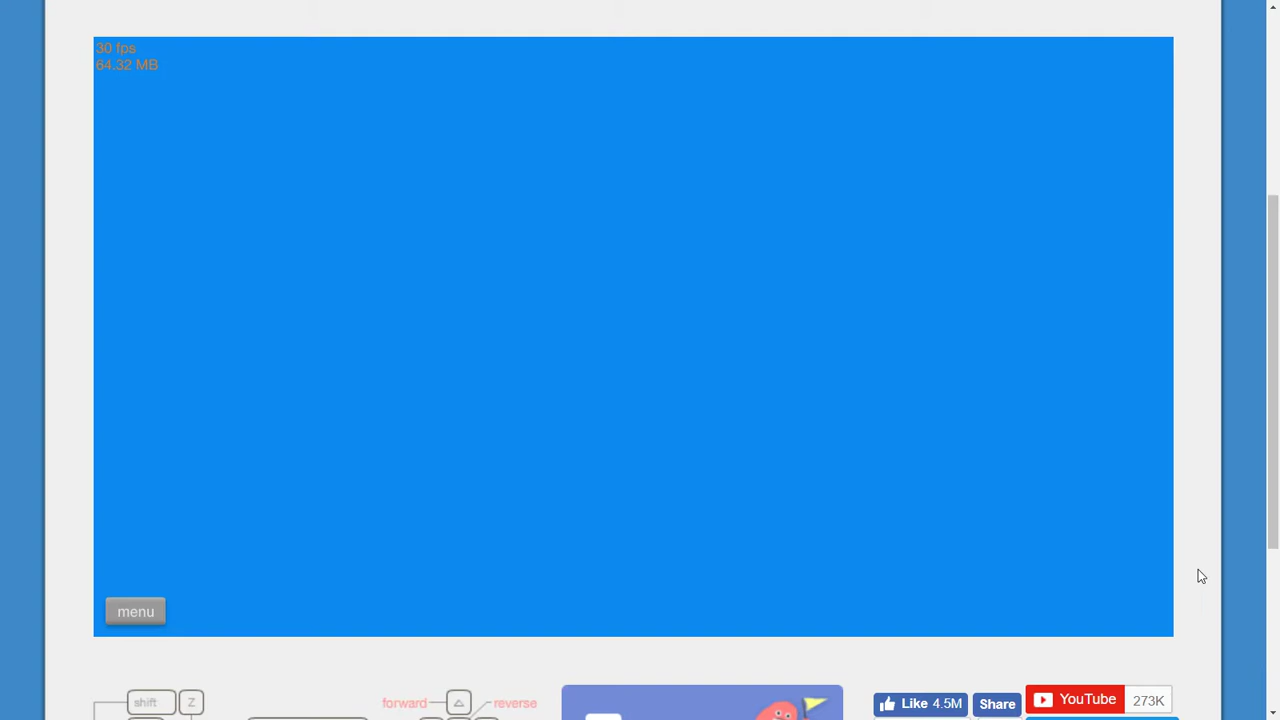 30 fps
64.32 MB
menu
shift Z
forward reverse
Like 4.5M Share YouTube 273K